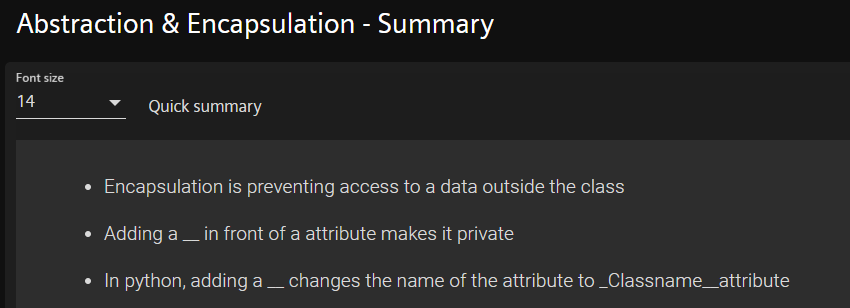 Abstraction & Encapsulation - Summary
Font size
14
Quick summary
• Encapsulation is preventing access to a data outside the class
• Adding a __ in front of a attribute makes it private
• In python, adding a __ changes the name of the attribute to _Classname__attribute